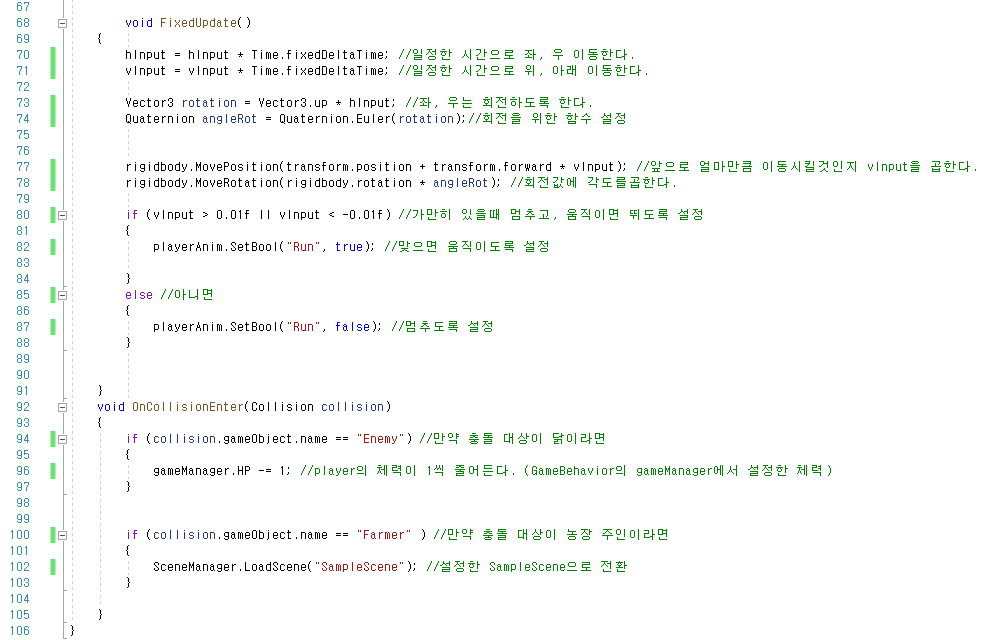 67
68 void FixedUpdate()
69 {
70 hInput = hInput * Time.fixedDeltaTime; //일정한 시간으로 좌, 우 이동한다.
71 vInput = vInput * Time.fixedDeltaTime; //일정한 시간으로 위, 아래 이동한다.
72
73 Vector3 rotation = Vector3.up * hInput; //좌, 우는 회전하도록 한다.
74 Quaternion angleRot = Quaternion.Euler(rotation);//회전을 위한 함수 설정
75
76
77 rigidbody.MovePosition(transform.position + transform.forward * vInput); //앞으로 얼마만큼 이동시킬것인지 vInput을 곱한다.
78 rigidbody.MoveRotation(rigidbody.rotation * angleRot); //회전값에 각도를곱한다.
79
80 if (vInput > 0.01f || vInput < -0.01f) //가만히 있을때 멈추고, 움직이면 뛰도록 설정
81 {
82 playerAnim.SetBool("Run", true); //맞으면 움직이도록 설정
83
84 }
85 else //아니면
86 {
87 playerAnim.SetBool("Run", false); //멈추도록 설정
88 }
89
90
91 }
92 void OnCollisionEnter(Collision collision)
93 {
94 if (collision.gameObject.name == "Enemy") //만약 충돌 대상이 닭이라면
95 {
96 gameManager.HP -= 1; //player의 체력이 1씩 줄어든다. (GameBehavior의 gameManager에서 설정한 체력)
97 }
98
99
100 if (collision.gameObject.name == "Farmer" ) //만약 충돌 대상이 농장 주인이라면
101 {
102 SceneManager.LoadScene("SampleScene"); //설정한 SampleScene으로 전환
103 }
104
105 }
106 }